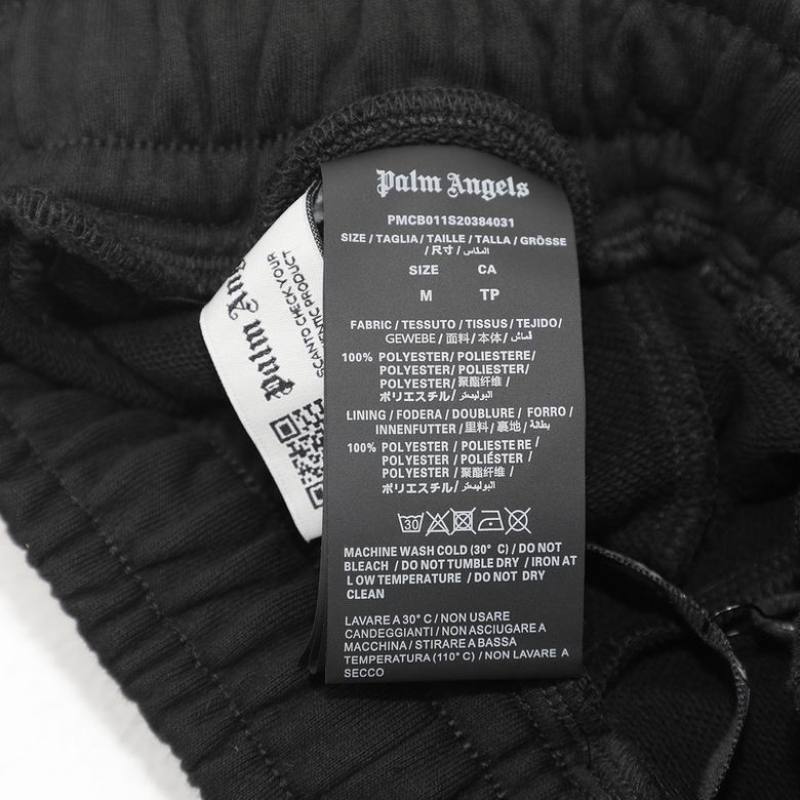 Palm Angels
PMCB011S20384031
SIZE / TAGLIA / TAILLE / TALLA / GRÖSSE
/ 尺寸 / المقاس /
SIZE CA
M TP
FABRIC / TESSUTO / TISSUS / TEJIDO/
GEWEBE / 面料 / 本体 / قماش /
100% POLYESTER/ POLIESTERE/
POLYESTER/ POLIÉSTER/
POLYESTER/聚酯纤维 /
ポリエステル/ البوليستر /
LINING / FODERA / DOUBLURE / FORRO /
INNENFUTTER / 里料 / 裏地 / بطانة /
100% POLYESTER / POLIESTERE /
POLYESTER / POLIÉSTER /
POLYESTER /聚酯纤维 /
ポリエステル/ البوليستر /
30
MACHINE WASH COLD (30° C) / DO NOT
BLEACH / DO NOT TUMBLE DRY / IRON AT
LOW TEMPERATURE / DO NOT DRY
CLEAN
LAVARE A 30° C / NON USARE
CANDEGGIANTI / NON ASCIUGARE A
MACCHINA / STIRARE A BASSA
TEMPERATURA (110° C) / NON LAVARE A
SECCO
Palm An
SCAN TO CHECK YOUR
PRODUCT